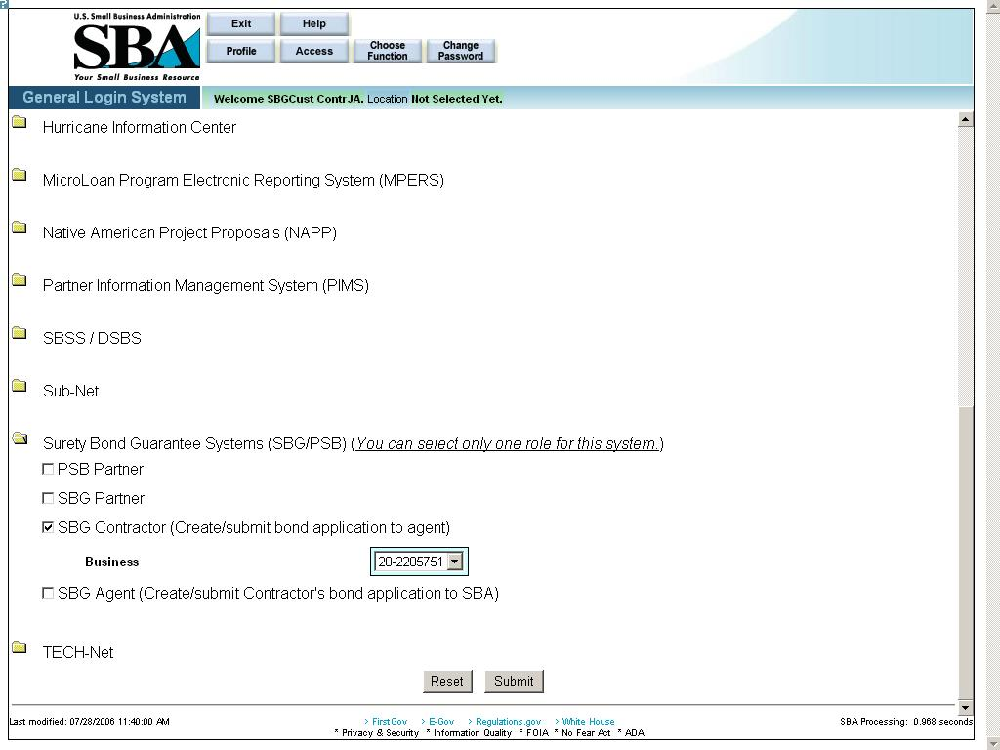 U.S. Small Business Administration
SBA
Your Small Business Resource
Exit Help
Profile Access Choose Function Change Password
General Login System Welcome SBGCust ContrJA. Location Not Selected Yet.
Hurricane Information Center
MicroLoan Program Electronic Reporting System (MPERS)
Native American Project Proposals (NAPP)
Partner Information Management System (PIMS)
SBSS / DSBS
Sub-Net
Surety Bond Guarantee Systems (SBG/PSB) (You can select only one role for this system.)
PSB Partner
SBG Partner
SBG Contractor (Create/submit bond application to agent)
Business 20-2205751
SBG Agent (Create/submit Contractor's bond application to SBA)
TECH-Net
Reset Submit
Last modified: 07/28/2006 11:40:00 AM > FirstGov > E-Gov > Regulations.gov > White House SBA Processing: 0.968 seconds
* Privacy & Security * Information Quality * FOIA * No Fear Act * ADA